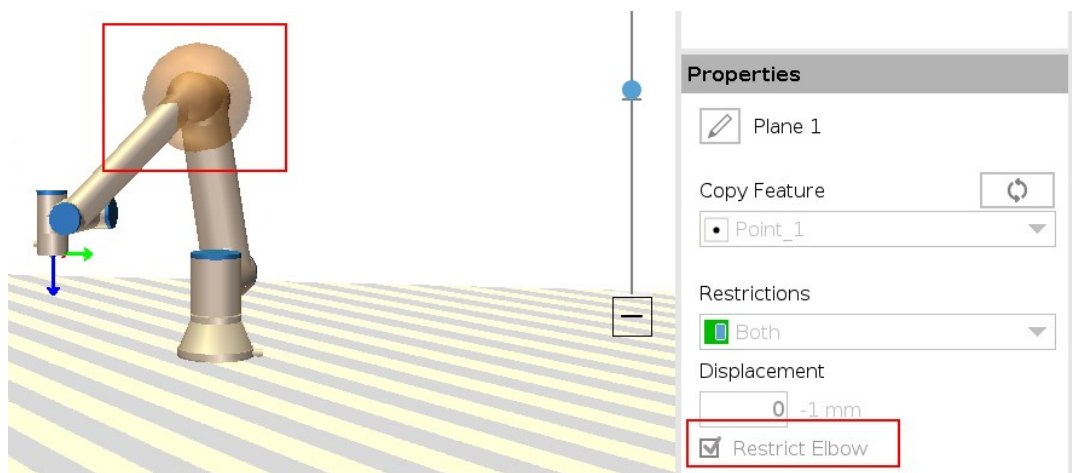 Properties
Plane 1
Copy Feature
Point_1
Restrictions
Both
Displacement
0 -1 mm
Restrict Elbow